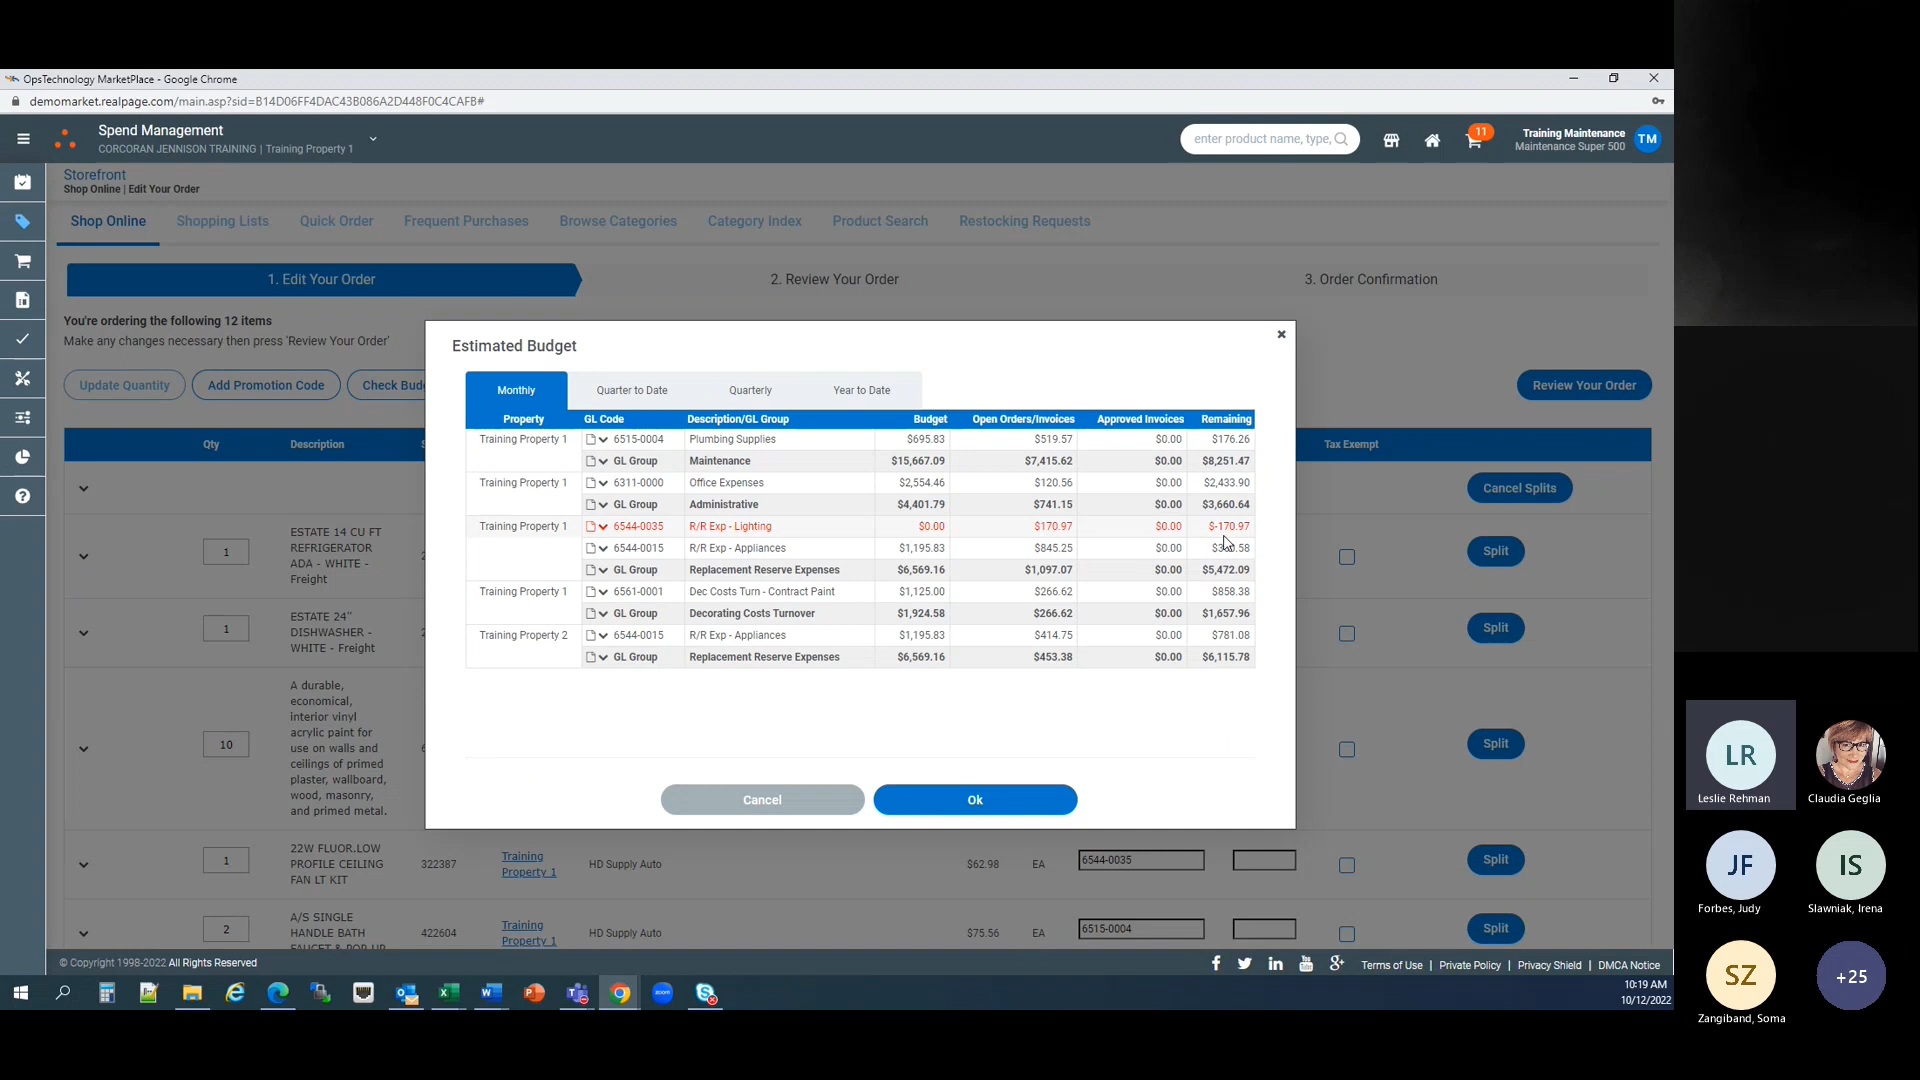 OpsTechnology MarketPlace - Google Chrome
demomarket.realpage.com/main.asp?sid=B14D06FF4DAC43B086A2D448F0C4CAFB#
Spend Management
CORCORAN JENNISON TRAINING | Training Property 1
enter product name, type,
11
Training Maintenance
Maintenance Super 500
TM
Storefront
Shop Online | Edit Your Order
Shop Online Shopping Lists Quick Order Frequent Purchases Browse Categories Category Index Product Search Restocking Requests
1. Edit Your Order 2. Review Your Order 3. Order Confirmation
You're ordering the following 12 items
Make any changes necessary then press 'Review Your Order'
Update Quantity Add Promotion Code Check Bud Review Your Order
Qty Description Tax Exempt
Cancel Splits
1 ESTATE 14 CU FT
REFRIGERATOR
ADA - WHITE -
Freight
Split
1 ESTATE 24"
DISHWASHER -
WHITE - Freight
Split
10 A durable,
economical,
interior vinyl
acrylic paint for
use on walls and
ceilings of primed
plaster, wallboard,
wood, masonry,
and primed metal.
Split
Estimated Budget
Monthly Quarter to Date Quarterly Year to Date
Property GL Code Description/GL Group Budget Open Orders/Invoices Approved Invoices Remaining
Training Property 1 6515-0004 Plumbing Supplies $695.83 $519.57 $0.00 $176.26
GL Group Maintenance $15,667.09 $7,415.62 $0.00 $8,251.47
Training Property 1 6311-0000 Office Expenses $2,554.46 $120.56 $0.00 $2,433.90
GL Group Administrative $4,401.79 $741.15 $0.00 $3,660.64
Training Property 1 6544-0035 R/R Exp - Lighting $0.00 $170.97 $0.00 $-170.97
6544-0015 R/R Exp - Appliances $1,195.83 $845.25 $0.00
GL Group Replacement Reserve Expenses $6,569.16 $1,097.07 $0.00 $5,472.09
Training Property 1 6561-0001 Dec Costs Turn - Contract Paint $1,125.00 $266.62 $0.00 $858.38
GL Group Decorating Costs Turnover $1,924.58 $266.62 $0.00 $1,657.96
Training Property 2 6544-0015 R/R Exp - Appliances $1,195.83 $414.75 $0.00 $781.08
GL Group Replacement Reserve Expenses $6,569.16 $453.38 $0.00 $6,115.78
Cancel Ok
1 22W FLUOR.LOW
PROFILE CEILING
FAN LT KIT
322387 Training
Property 1
HD Supply Auto $62.98 EA 6544-0035 Split
2 A/S SINGLE
HANDLE BATH
FAUCET & POP-UP
422604 Training
Property 1
HD Supply Auto $75.56 EA 6515-0004 Split
© Copyright 1998-2022 All Rights Reserved
Terms of Use | Private Policy | Privacy Shield | DMCA Notice
10:19 AM
10/12/2022
LR
Leslie Rehman
Claudia Geglia
JF
Forbes, Judy
IS
Slawniak, Irena
SZ
Zangiband, Soma
+25